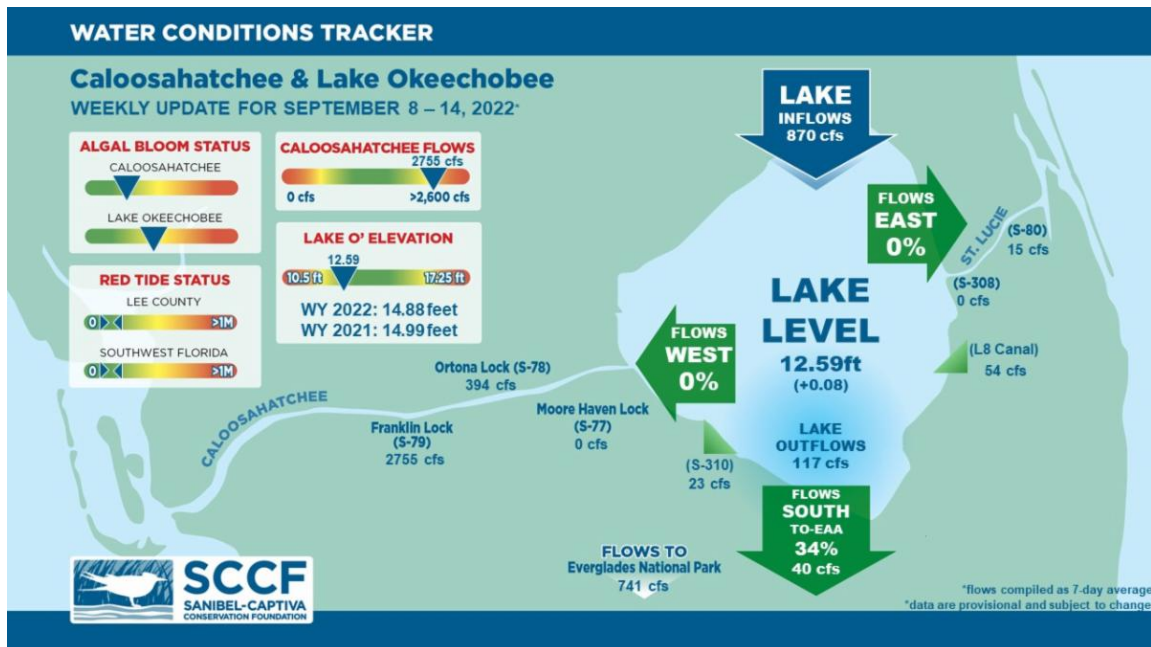 WATER CONDITIONS TRACKER
Caloosahatchee & Lake Okeechobee
WEEKLY UPDATE FOR SEPTEMBER 8 – 14, 2022*
ALGAL BLOOM STATUS
CALOOSAHATCHEE
LAKE OKEECHOBEE
RED TIDE STATUS
LEE COUNTY
0 >1M
SOUTHWEST FLORIDA
0 >1M
CALOOSAHATCHEE FLOWS
2755 cfs
0 cfs >2,600 cfs
LAKE O' ELEVATION
12.59
10.5 ft 17.25 ft
WY 2022: 14.88 feet
WY 2021: 14.99 feet
LAKE
INFLOWS
870 cfs
FLOWS
EAST
0%
ST. LUCIE
(S-80)
15 cfs
(S-308)
0 cfs
LAKE
LEVEL
12.59ft
(+0.08)
(L8 Canal)
54 cfs
FLOWS
WEST
0%
Ortona Lock (S-78)
394 cfs
CALOOSAHATCHEE
Franklin Lock
(S-79)
2755 cfs
Moore Haven Lock
(S-77)
0 cfs
(S-310)
23 cfs
LAKE
OUTFLOWS
117 cfs
FLOWS
SOUTH
TO-EAA
34%
40 cfs
FLOWS TO
Everglades National Park
741 cfs
SCCF
SANIBEL-CAPTIVA
CONSERVATION FOUNDATION
*flows compiled as 7-day average
*data are provisional and subject to change